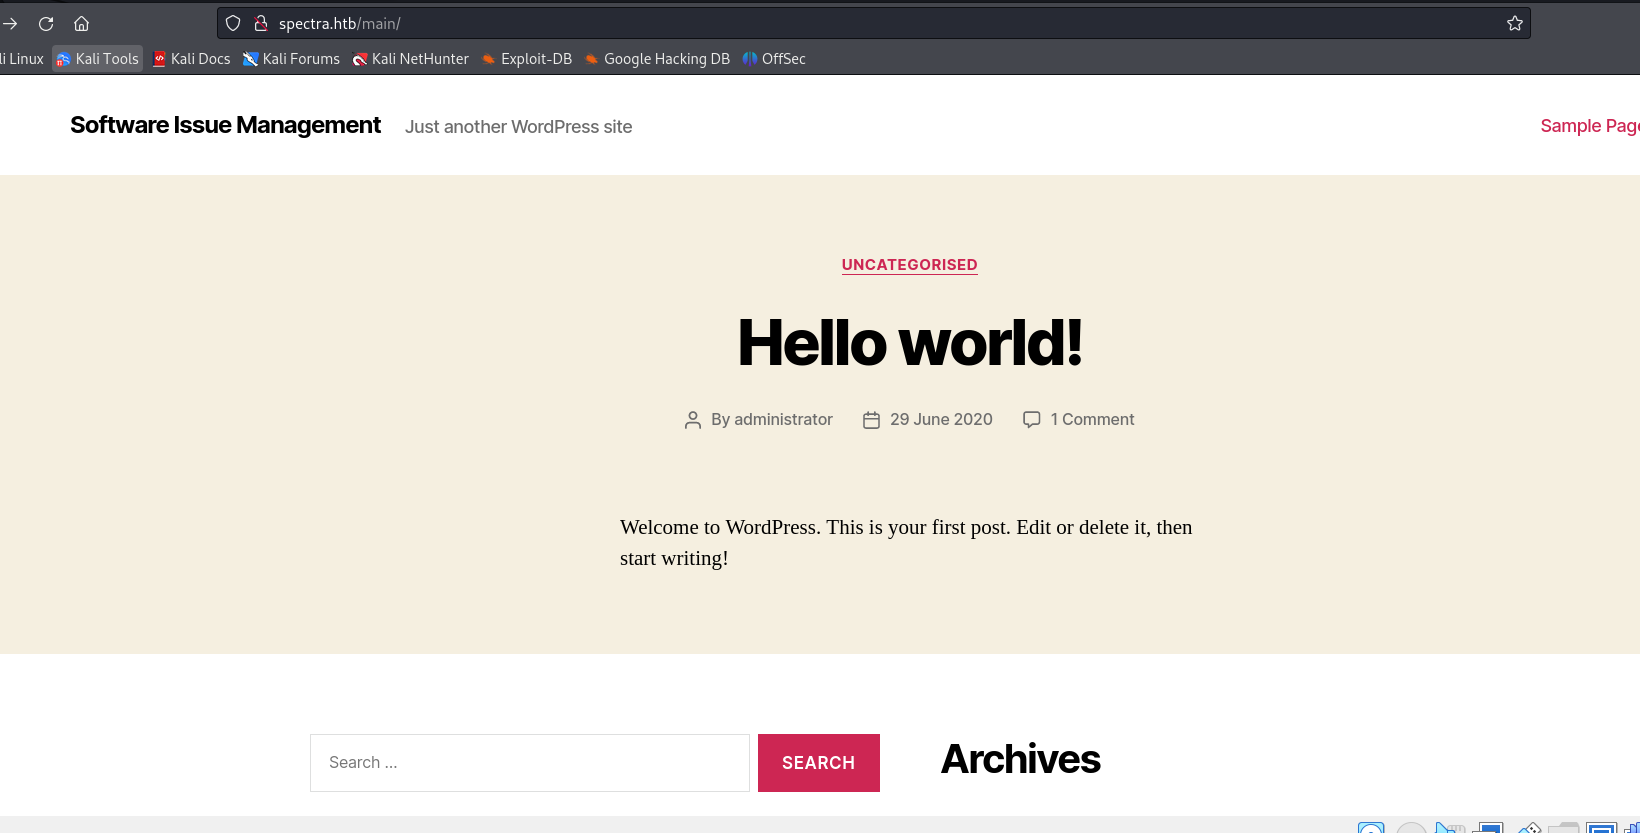 spectra.htb/main/
li Linux Kali Tools Kali Docs Kali Forums Kali NetHunter Exploit-DB Google Hacking DB OffSec
Software Issue Management Just another WordPress site Sample Page
UNCATEGORISED
Hello world!
By administrator 29 June 2020 1 Comment
Welcome to WordPress. This is your first post. Edit or delete it, then
start writing!
Search … SEARCH Archives